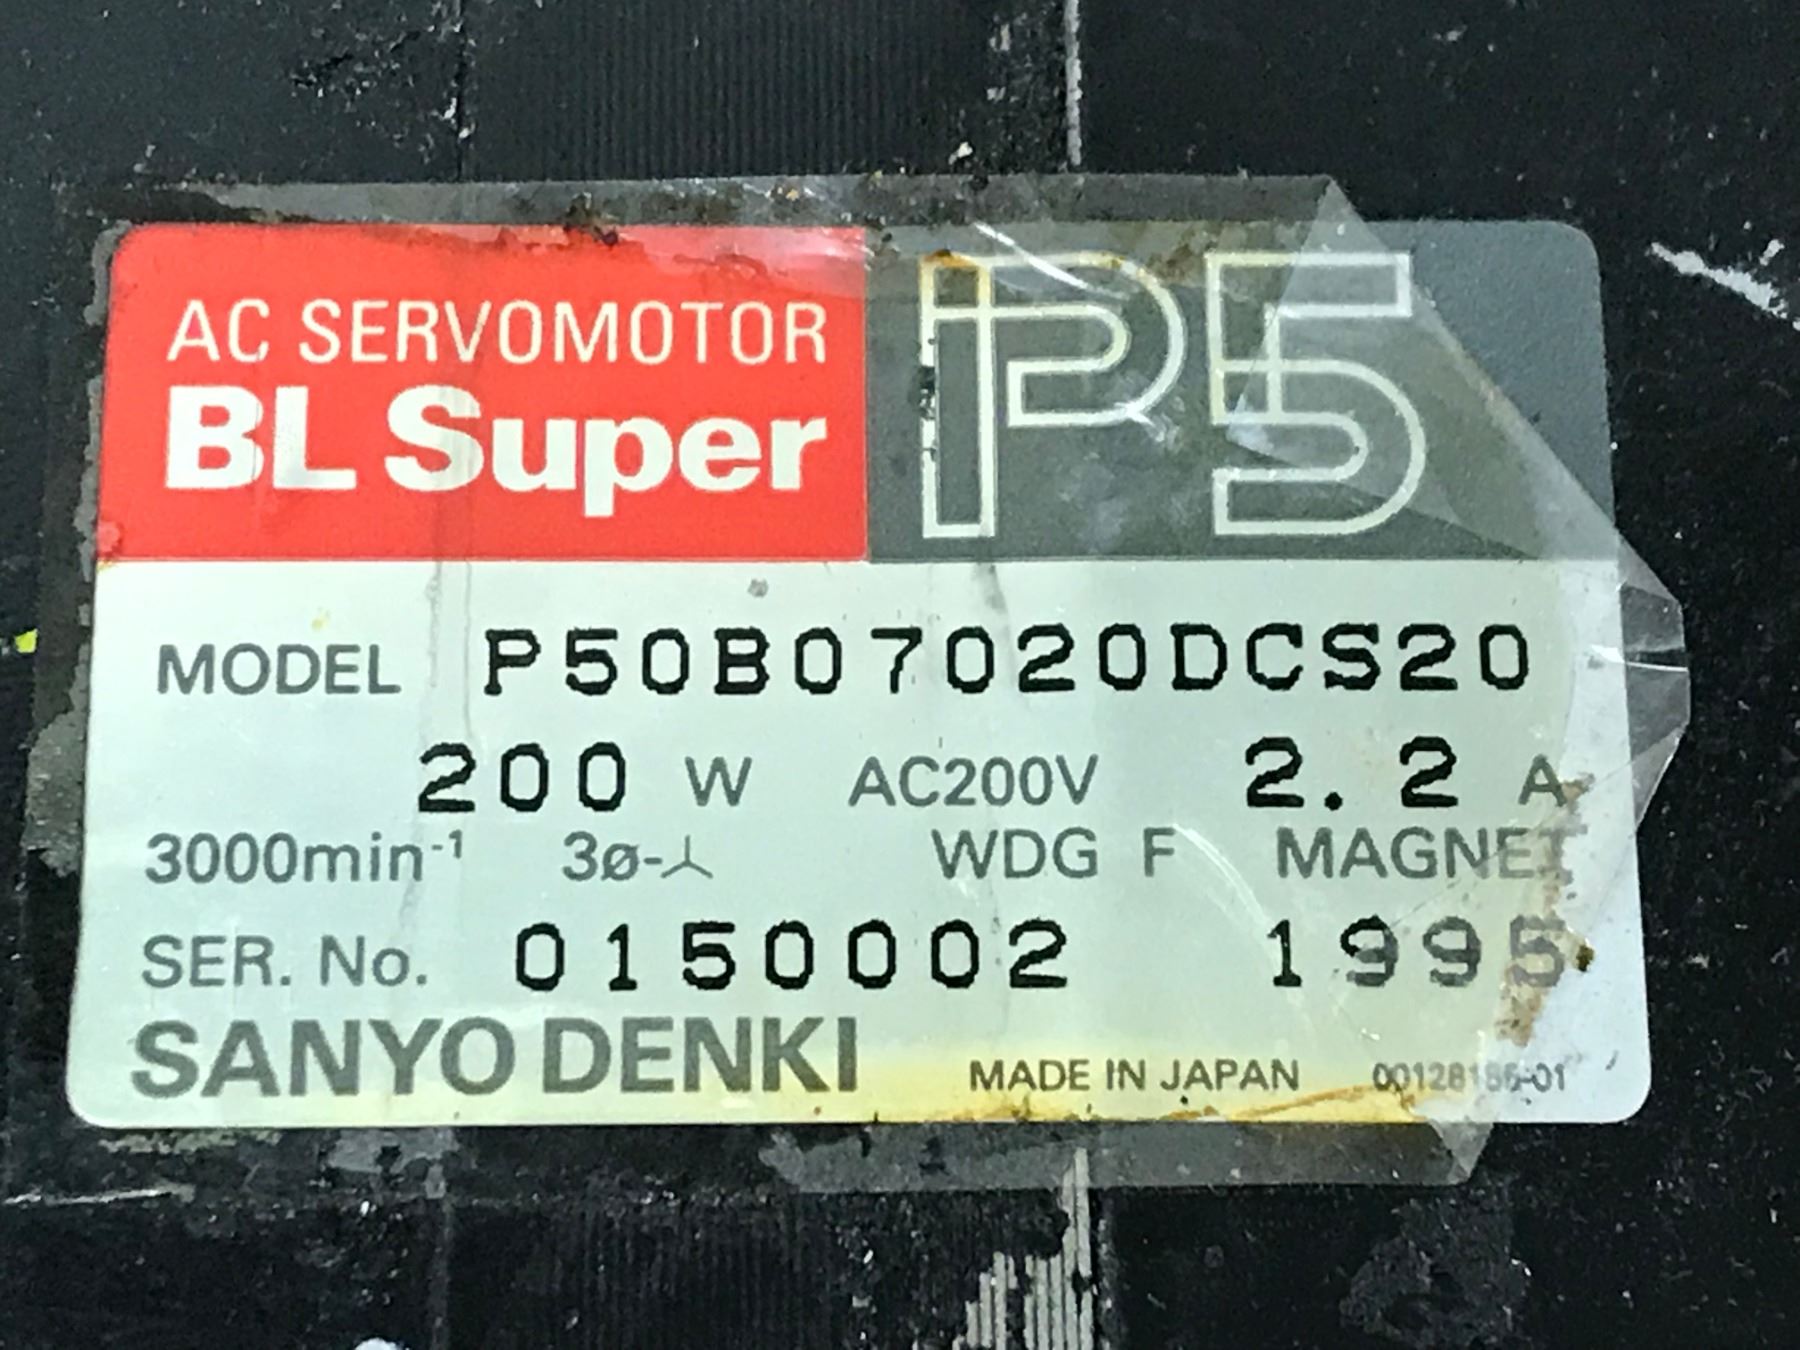 AC SERVOMOTOR
BL Super
P5
MODEL P50B07020DCS20
200 W AC200V 2.2 A
3000min⁻¹ 3ø-⅄ WDG F MAGNET
SER. No. 0150002 1995
SANYO DENKI MADE IN JAPAN